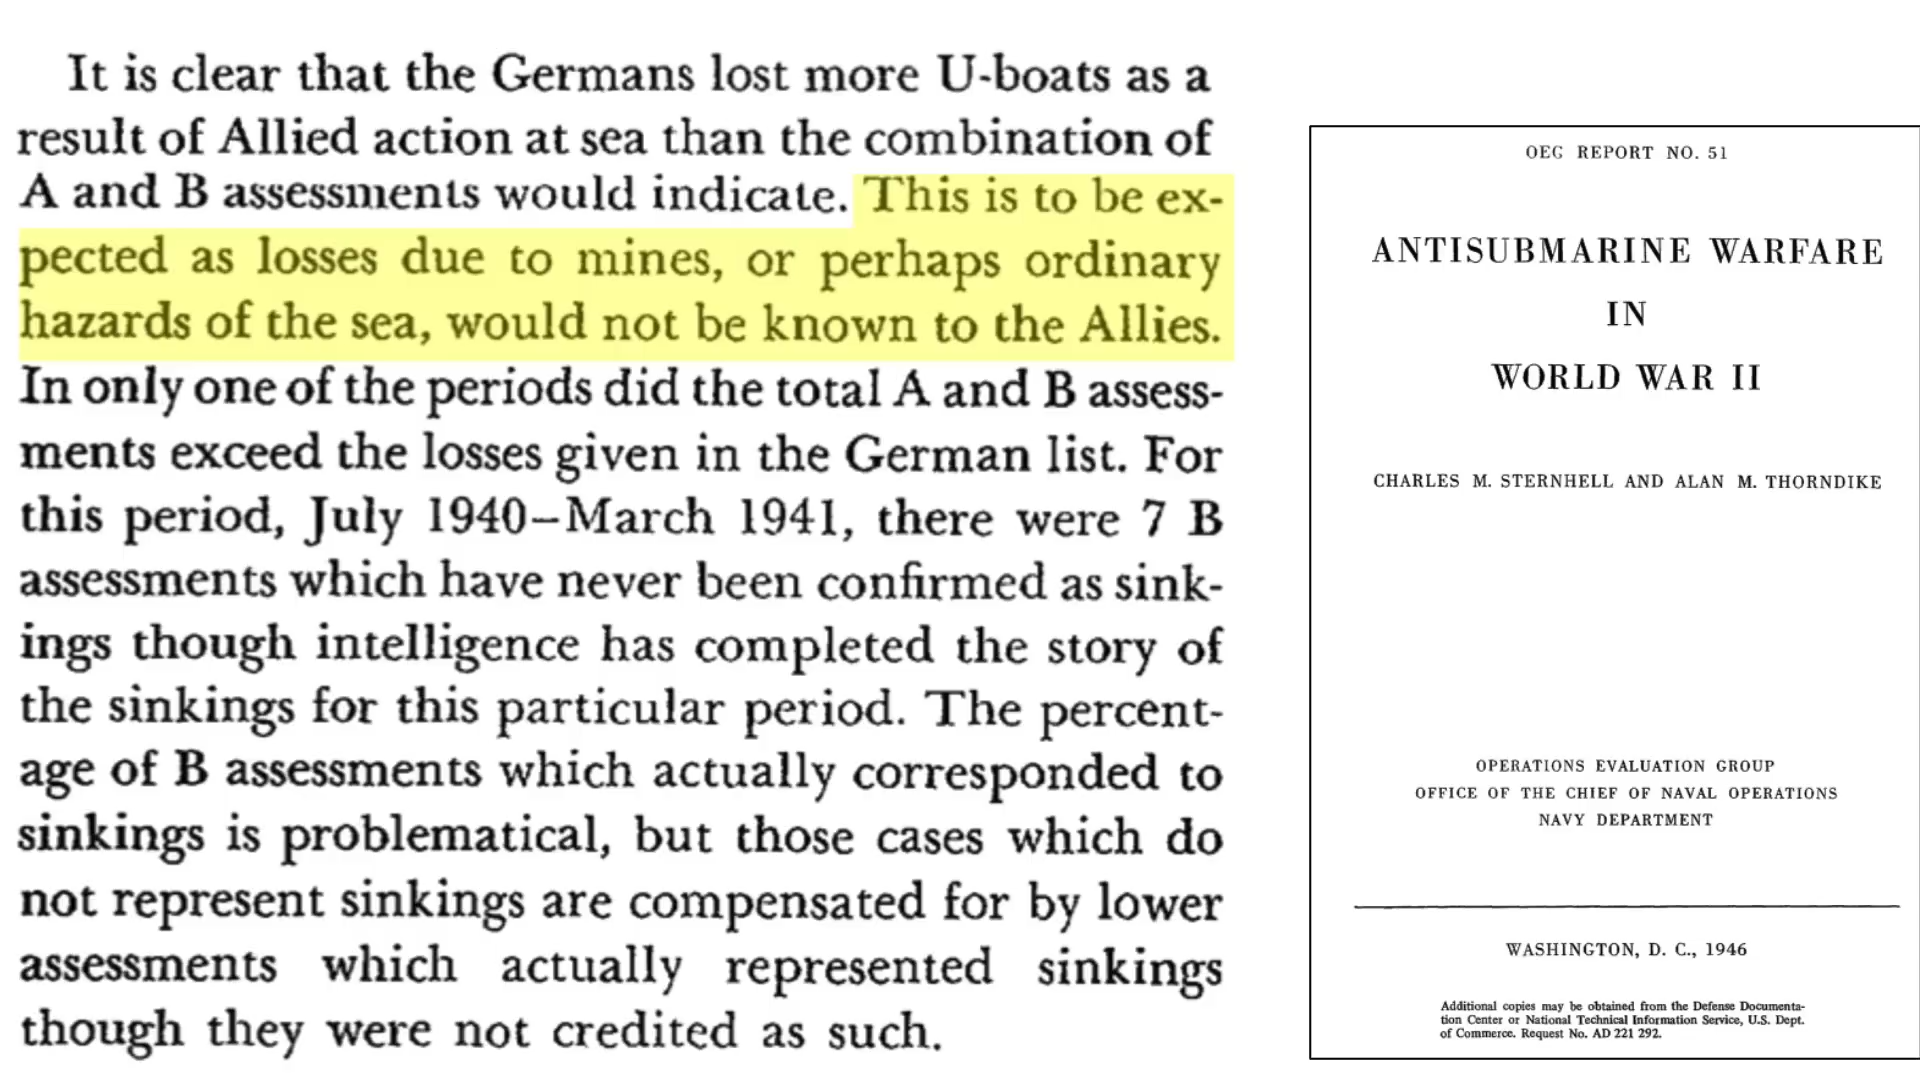 It is clear that the Germans lost more U-boats as a
result of Allied action at sea than the combination of
A and B assessments would indicate. This is to be ex-
pected as losses due to mines, or perhaps ordinary
hazards of the sea, would not be known to the Allies.
In only one of the periods did the total A and B assess-
ments exceed the losses given in the German list. For
this period, July 1940–March 1941, there were 7 B
assessments which have never been confirmed as sink-
ings though intelligence has completed the story of
the sinkings for this particular period. The percent-
age of B assessments which actually corresponded to
sinkings is problematical, but those cases which do
not represent sinkings are compensated for by lower
assessments which actually represented sinkings
though they were not credited as such.
OEG REPORT NO. 51
ANTISUBMARINE WARFARE
IN
WORLD WAR II
CHARLES M. STERNHELL AND ALAN M. THORNDIKE
OPERATIONS EVALUATION GROUP
OFFICE OF THE CHIEF OF NAVAL OPERATIONS
NAVY DEPARTMENT
WASHINGTON, D. C., 1946
Additional copies may be obtained from the Defense Documenta-
tion Center or National Technical Information Service, U.S. Dept.
of Commerce. Request No. AD 221 292.